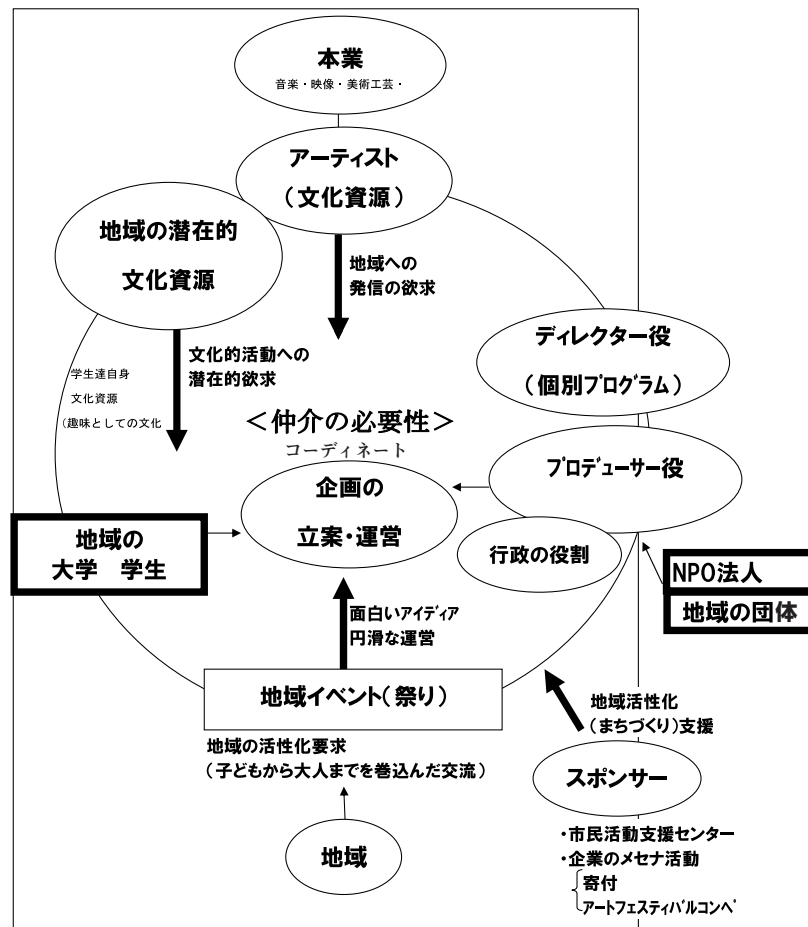 本業
音楽・映像・美術工芸・
アーティスト
(文化資源)
地域の潜在的
文化資源
地域への
発信の欲求
ディレクター役
(個別プログラム)
文化的活動への
潜在的欲求
学生達自身
文化資源
(趣味としての文化
<仲介の必要性>
コーディネート
企画の
立案・運営
プロデューサー役
行政の役割
地域の
大学 学生
NPO法人
地域の団体
面白いアイディア
円滑な運営
地域イベント(祭り)
地域の活性化要求
(子どもから大人までを巻込んだ交流)
地域活性化
(まちづくり)支援
スポンサー
地域
・市民活動支援センター
・企業のメセナ活動
寄付
アートフェスティバルコンペ